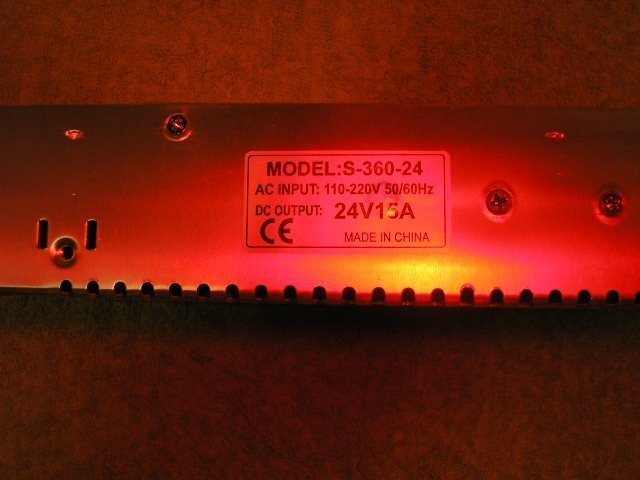 MODEL:S-360-24
AC INPUT: 110-220V 50/60Hz
DC OUTPUT: 24V15A
CE MADE IN CHINA